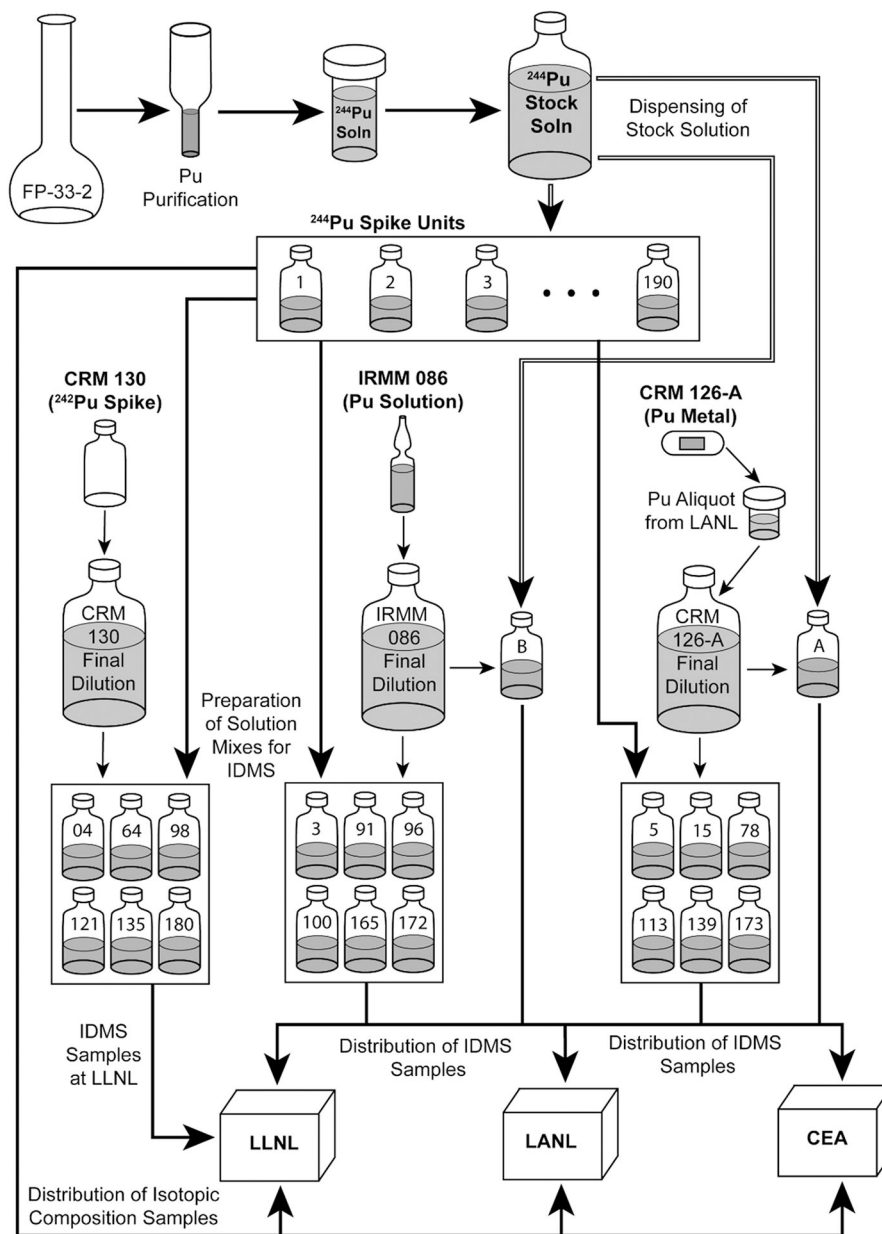 FP-33-2
Pu
Purification
²⁴⁴Pu
Soln
²⁴⁴Pu
Stock
Soln
Dispensing of
Stock Solution
²⁴⁴Pu Spike Units
1
2
3
• • •
190
CRM 130
(²⁴²Pu Spike)
IRMM 086
(Pu Solution)
CRM 126-A
(Pu Metal)
Pu Aliquot
from LANL
CRM
130
Final
Dilution
IRMM
086
Final
Dilution
B
CRM
126-A
Final
Dilution
A
Preparation
of Solution
Mixes for
IDMS
04 64 98
121 135 180
3 91 96
100 165 172
5 15 78
113 139 173
IDMS
Samples
at LLNL
Distribution of IDMS
Samples
Distribution of IDMS
Samples
LLNL
LANL
CEA
Distribution of Isotopic
Composition Samples